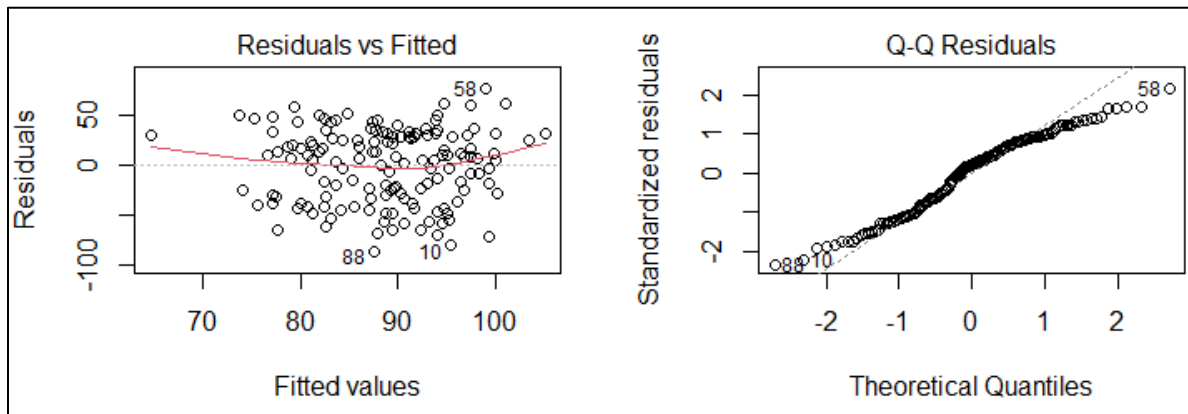 Residuals vs Fitted
Residuals
50
0
-100
58
88
10
70 80 90 100
Fitted values
Q-Q Residuals
Standardized residuals
2
1
0
-2
58
88
10
-2 -1 0 1 2
Theoretical Quantiles